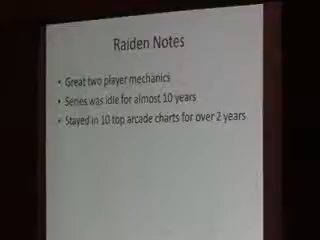 Raiden Notes
• Great two player mechanics
• Series was idle for almost 10 years
• Stayed in 10 top arcade charts for over 2 years